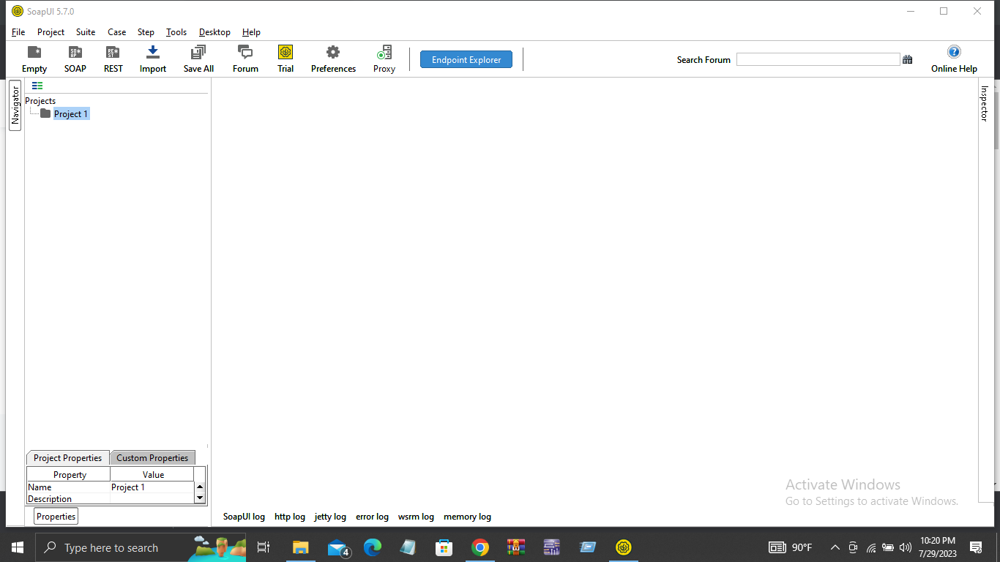 SoapUI 5.7.0
File Project Suite Case Step Tools Desktop Help
Empty SOAP REST Import Save All Forum Trial Preferences Proxy Endpoint Explorer Search Forum Online Help
Navigator
Inspector
Projects
Project 1
Project Properties Custom Properties
Property Value
Name Project 1
Description
Properties
Activate Windows
Go to Settings to activate Windows.
SoapUI log http log jetty log error log wsrm log memory log
Type here to search
4
90°F
10:20 PM
7/29/2023